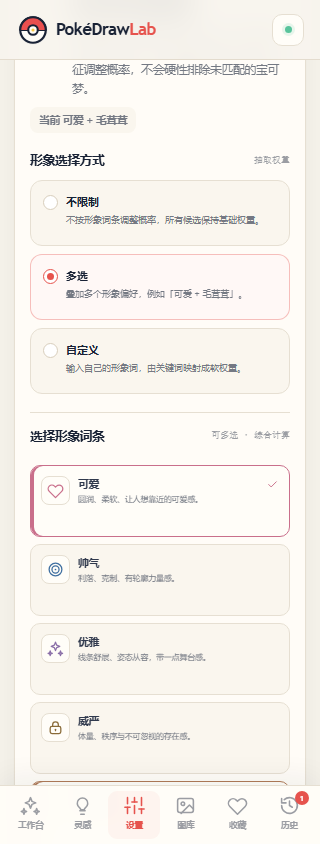 PokéDrawLab
征调整概率，不会硬性排除未匹配的宝可
梦。
当前 可爱 + 毛茸茸
形象选择方式
抽取权重
不限制
不按形象词条调整概率，所有候选保持基础权重。
多选
叠加多个形象偏好，例如「可爱 + 毛茸茸」。
自定义
输入自己的形象词，由关键词映射成软权重。
选择形象词条
可多选 · 综合计算
可爱
圆润、柔软、让人想靠近的可爱感。
帅气
利落、克制、有轮廓力量感。
优雅
线条舒展、姿态从容，带一点舞台感。
威严
体量、秩序与不可忽视的存在感。
1
工作台
灵感
设置
图库
收藏
历史